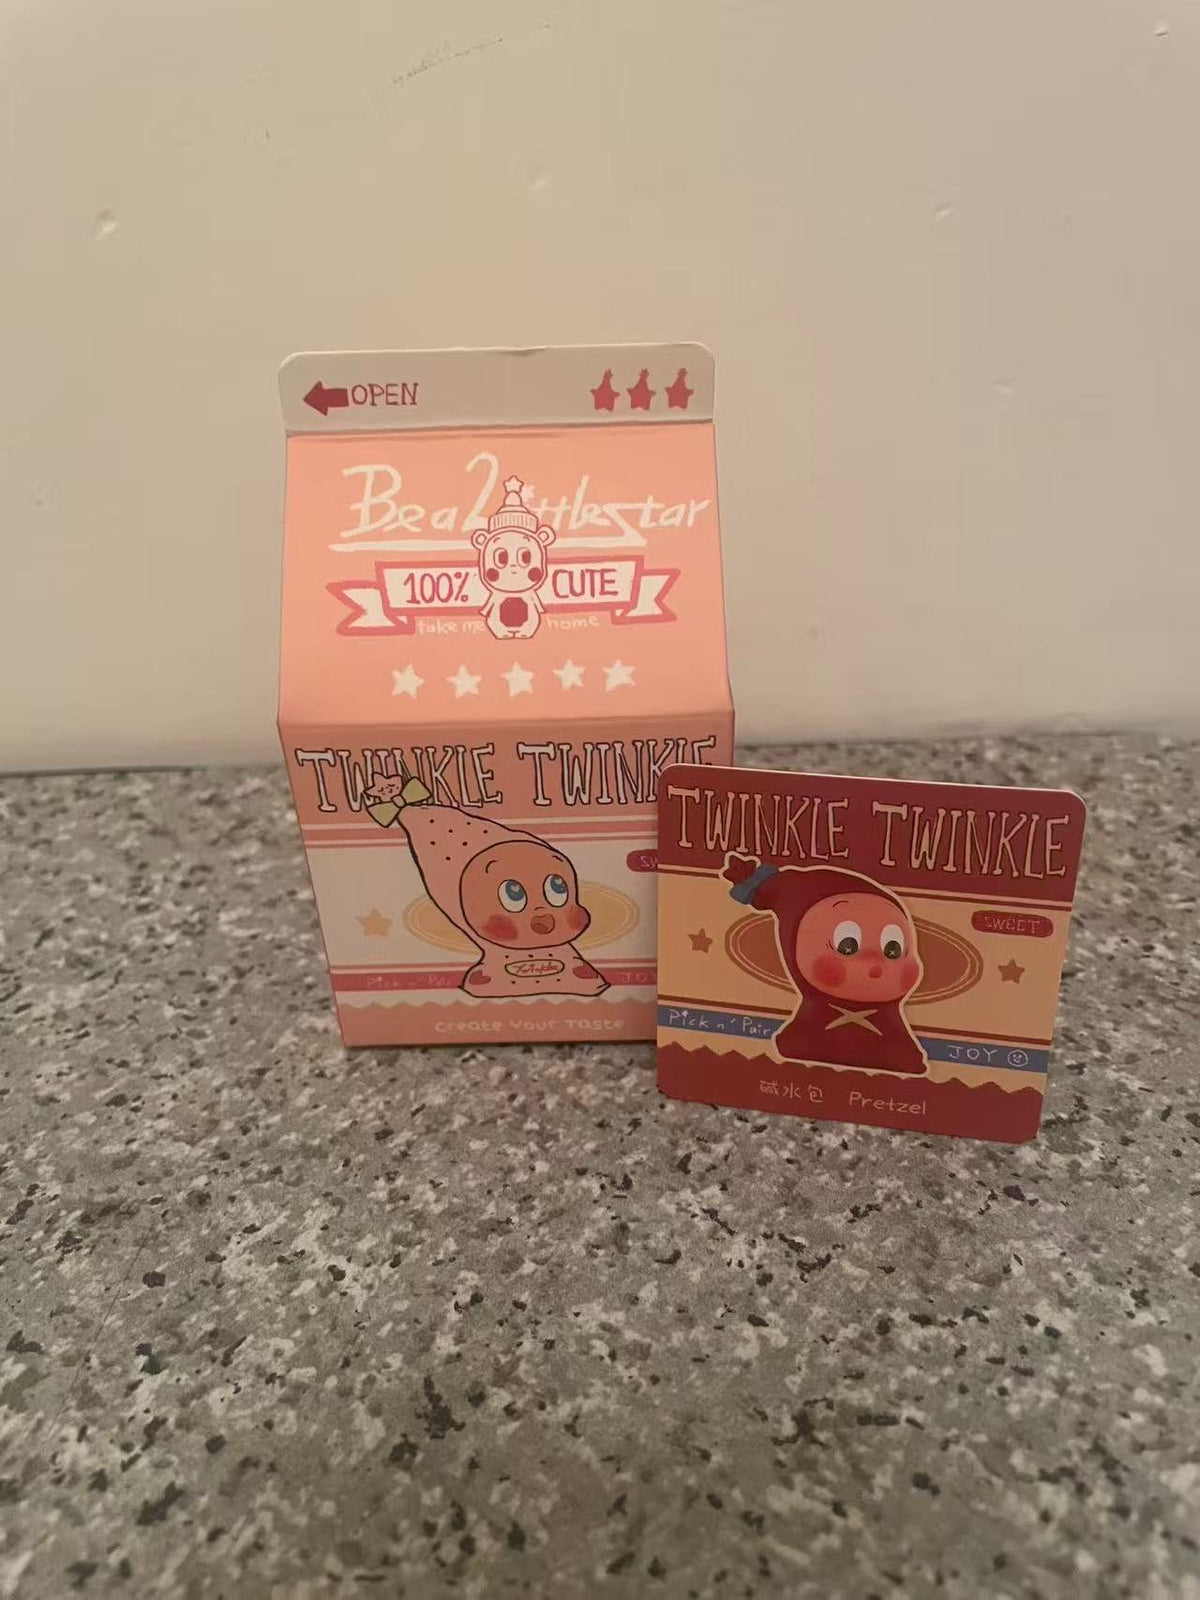 OPEN
Be a Little Star
100% CUTE
take me home
TWINKLE TWINKLE
Twinkle
Pick n' Pair
JOY
Create Your Taste
TWINKLE TWINKLE
SWEET
Pick n' Pair
JOY
碱水包 Pretzel